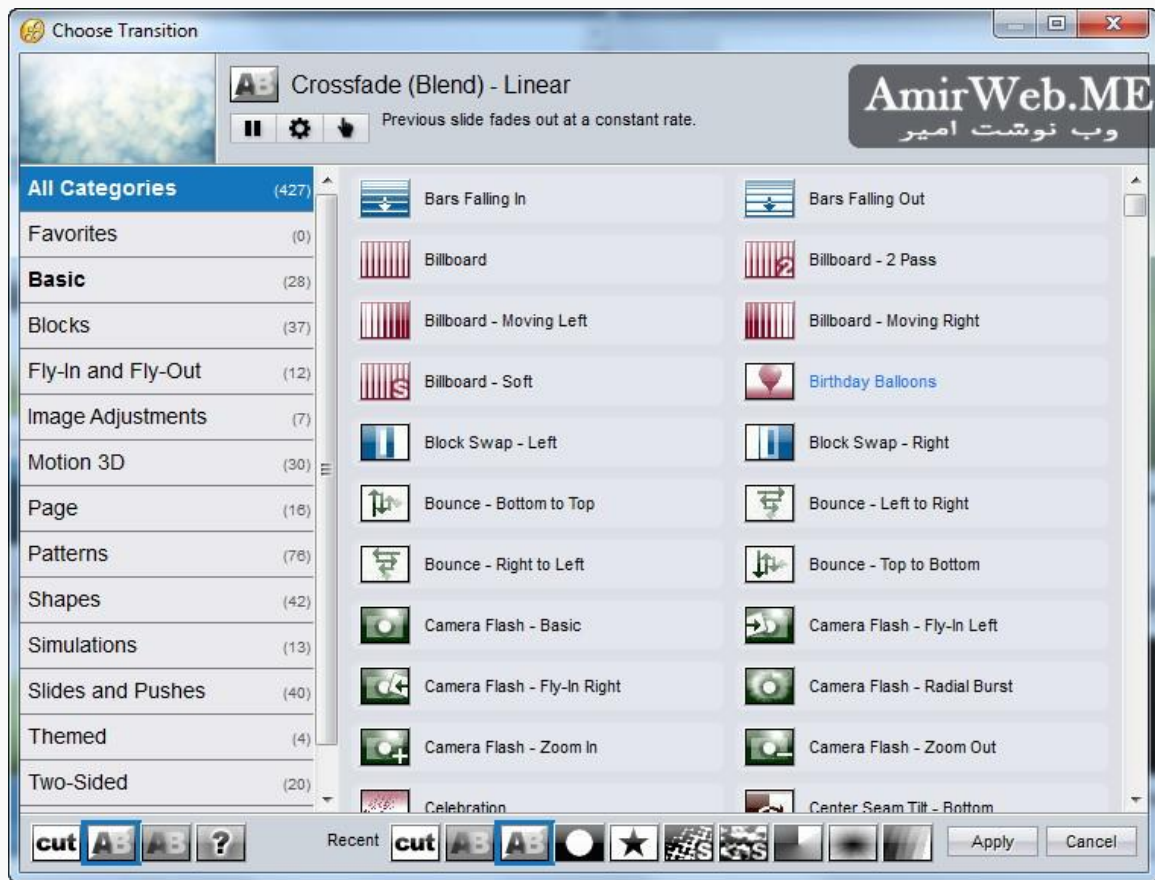 Choose Transition
Crossfade (Blend) - Linear
Previous slide fades out at a constant rate.
AmirWeb.ME
وب نوشت امیر
All Categories (427)
Favorites (0)
Basic (28)
Blocks (37)
Fly-In and Fly-Out (12)
Image Adjustments (7)
Motion 3D (30)
Page (16)
Patterns (76)
Shapes (42)
Simulations (13)
Slides and Pushes (40)
Themed (4)
Two-Sided (20)
Bars Falling In
Bars Falling Out
Billboard
2 Billboard - 2 Pass
Billboard - Moving Left
Billboard - Moving Right
S Billboard - Soft
Birthday Balloons
Block Swap - Left
Block Swap - Right
Bounce - Bottom to Top
Bounce - Left to Right
Bounce - Right to Left
Bounce - Top to Bottom
Camera Flash - Basic
Camera Flash - Fly-In Left
Camera Flash - Fly-In Right
Camera Flash - Radial Burst
Camera Flash - Zoom In
Camera Flash - Zoom Out
Celebration
Center Seam Tilt - Bottom
cut AB AB ? Recent cut AB AB S S Apply Cancel